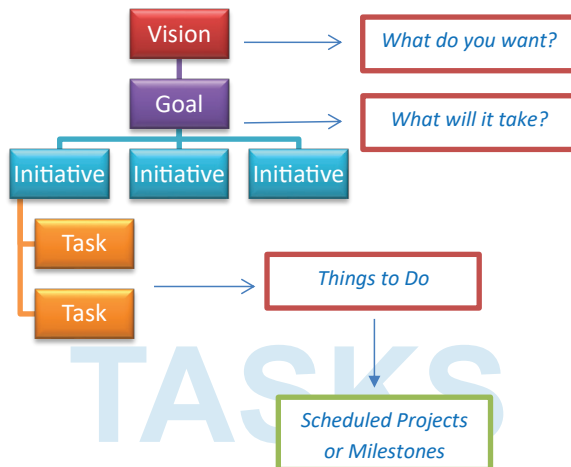 Vision
What do you want?
Goal
What will it take?
Initiative
Initiative
Initiative
Task
Things to Do
Task
TASKS
Scheduled Projects
or Milestones